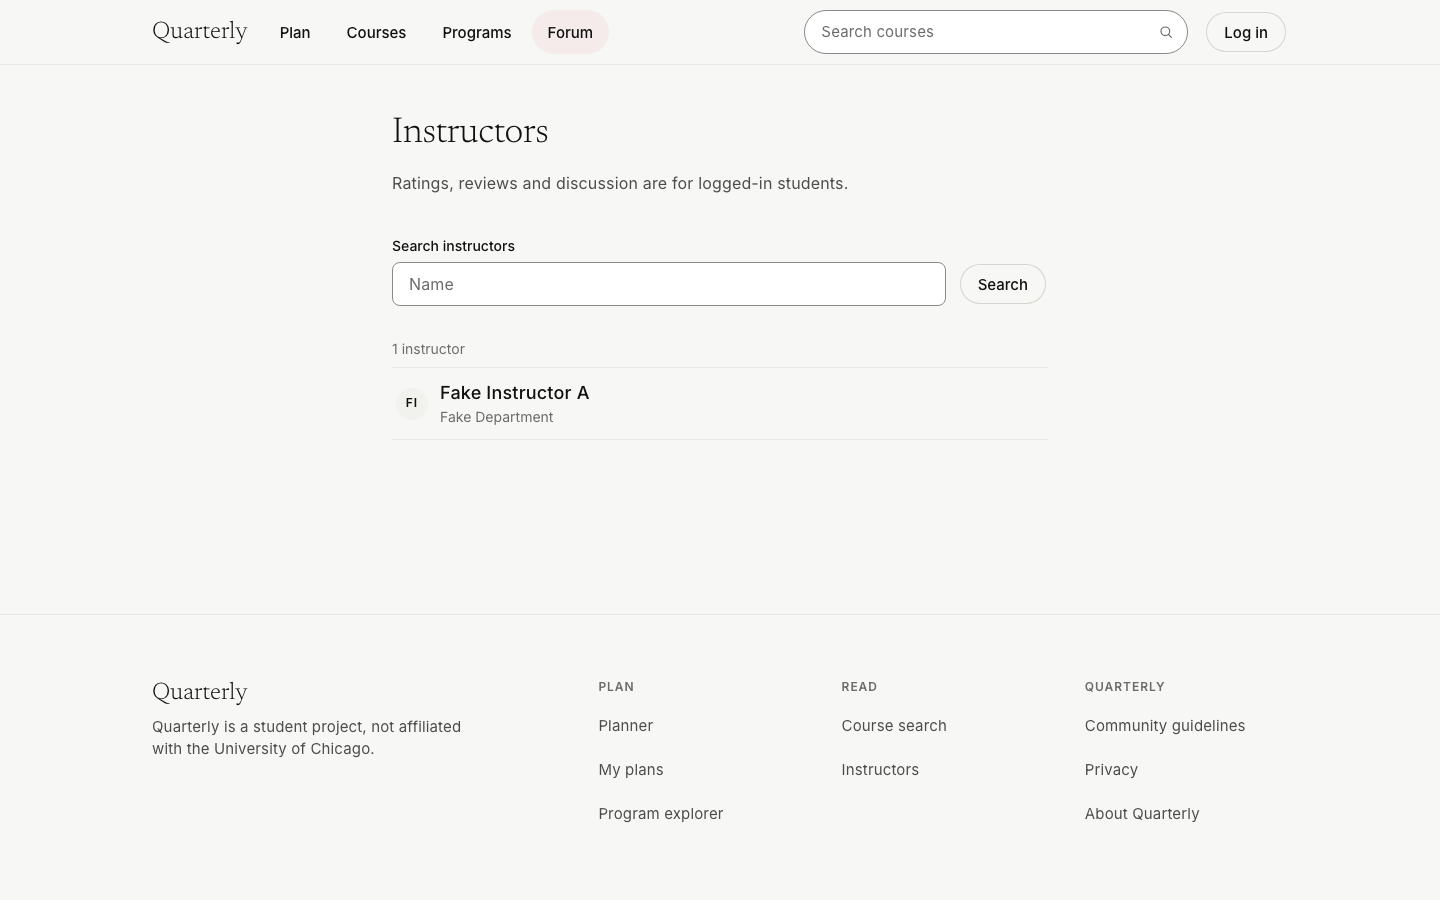 Quarterly
Plan
Courses
Programs
Forum
Search courses
Log in
Instructors
Ratings, reviews and discussion are for logged-in students.
Search instructors
Name
Search
1 instructor
FI
Fake Instructor A
Fake Department
Quarterly
Quarterly is a student project, not affiliated
with the University of Chicago.
PLAN
Planner
My plans
Program explorer
READ
Course search
Instructors
QUARTERLY
Community guidelines
Privacy
About Quarterly